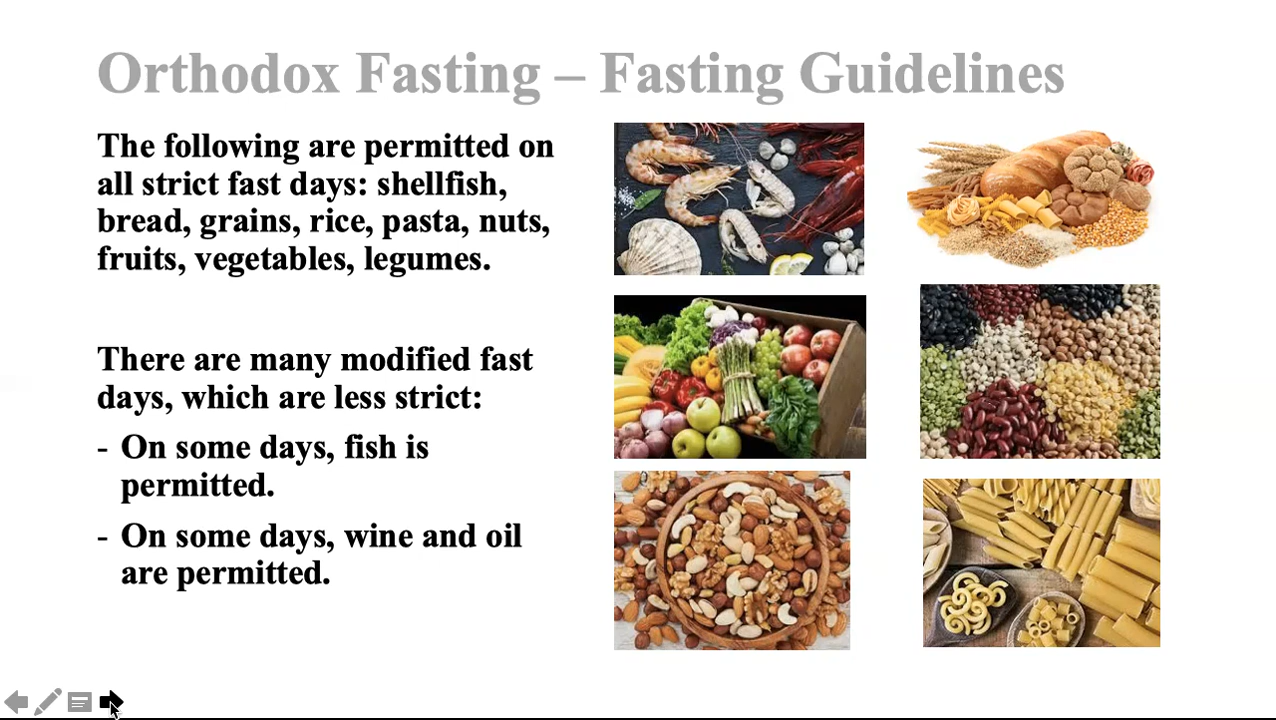 Orthodox Fasting – Fasting Guidelines
The following are permitted on
all strict fast days: shellfish,
bread, grains, rice, pasta, nuts,
fruits, vegetables, legumes.
There are many modified fast
days, which are less strict:
- On some days, fish is
permitted.
- On some days, wine and oil
are permitted.